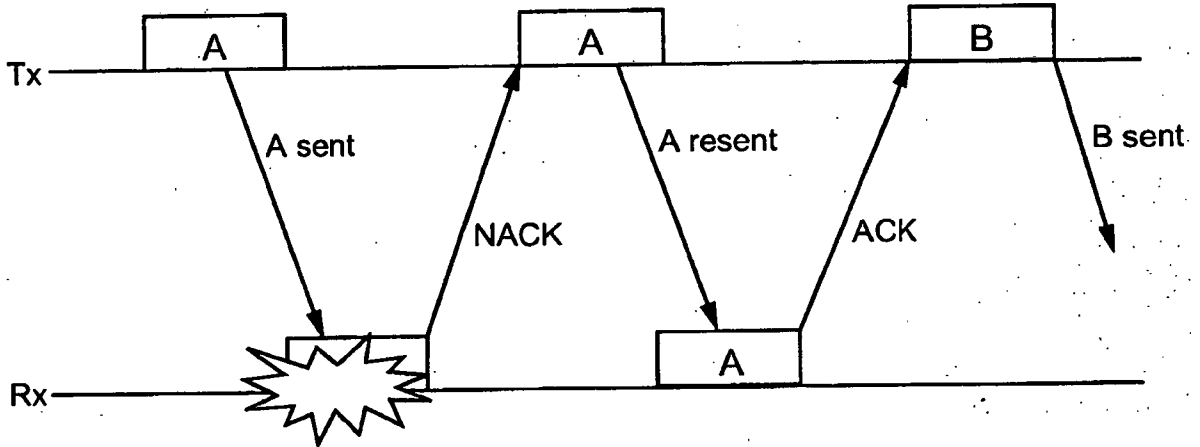 A A B
Tx
A sent A resent B sent
NACK ACK
A
Rx